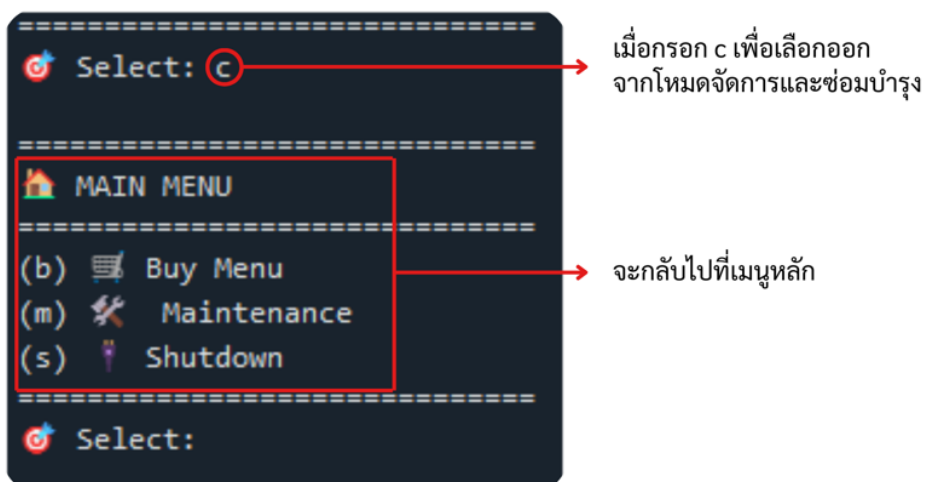 ==============================
🎯 Select: c
เมื่อกรอก c เพื่อเลือกออก
จากโหมดจัดการและซ่อมบำรุง
==============================
🏠 MAIN MENU
==============================
(b) 🛒 Buy Menu
(m) 🛠 Maintenance
(s) 🔌 Shutdown
จะกลับไปที่เมนูหลัก
==============================
🎯 Select: